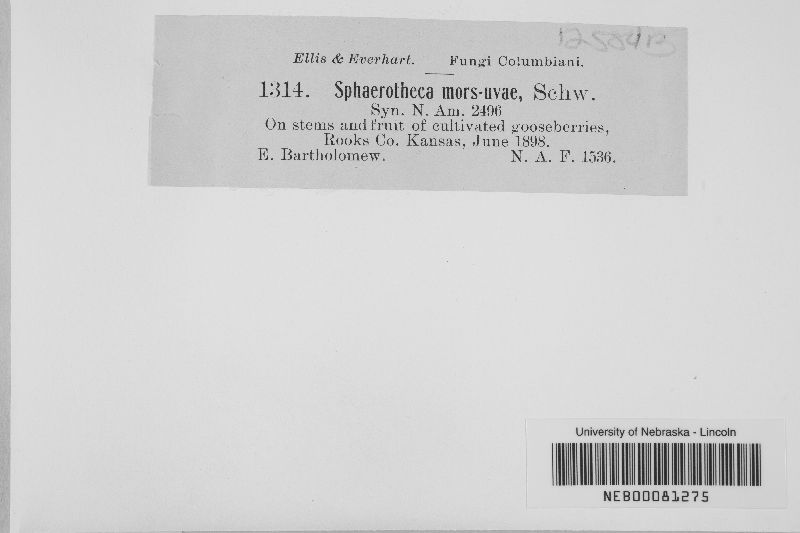 12584B
Ellis & Everhart. Fungi Columbiani.
1314. Sphaerotheca mors-uvae, Schw.
Syn. N. Am. 2496
On stems and fruit of cultivated gooseberries,
Rooks Co. Kansas, June 1898.
E. Bartholomew. N. A. F. 1536.
University of Nebraska - Lincoln
NEB00081275